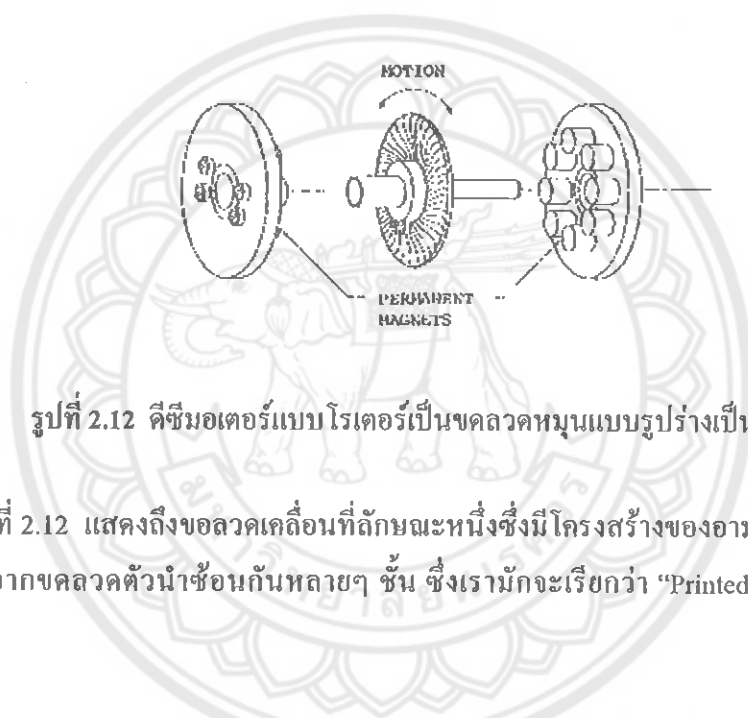 MOTION
PERMANENT
MAGNETS
รูปที่ 2.12 ดีซีมอเตอร์แบบโรเตอร์เป็นขดลวดหมุนแบบรูปร่างเป็น
ที่ 2.12 แสดงถึงขอลวดเคลื่อนที่ลักษณะหนึ่งซึ่งมีโครงสร้างของอา
ากขดลวดตัวนำซ้อนกันหลายๆ ชั้น ซึ่งเรามักจะเรียกว่า “Printed